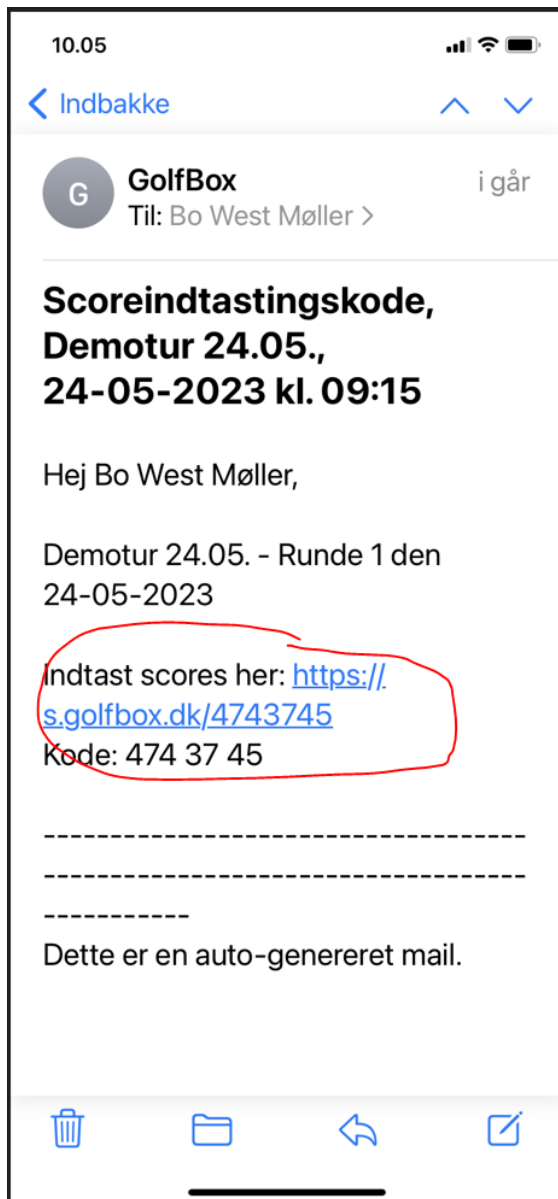 10.05
Indbakke
G
GolfBox
i går
Til: Bo West Møller >
Scoreindtastingskode,
Demotur 24.05.,
24-05-2023 kl. 09:15
Hej Bo West Møller,
Demotur 24.05. - Runde 1 den
24-05-2023
Indtast scores her: https://
s.golfbox.dk/4743745
Kode: 474 37 45
------------------------------------
------------------------------------
-----------
Dette er en auto-genereret mail.